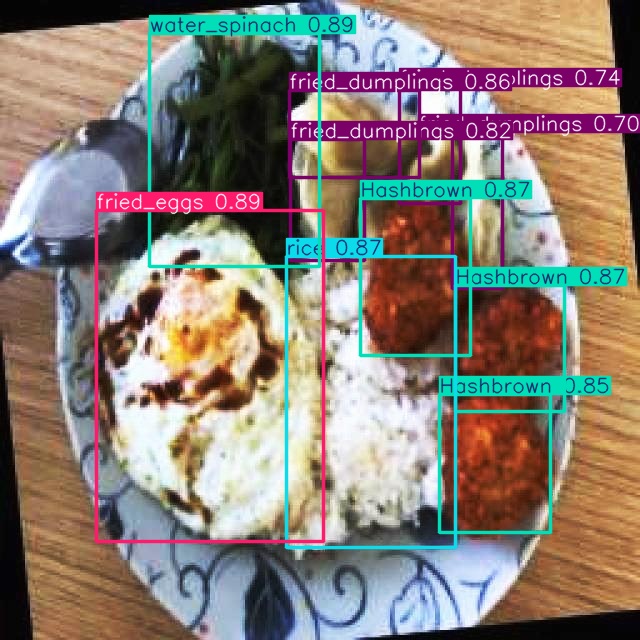 water_spinach 0.89
fried_dumplings 0.86
lings 0.74
fried_dumplings 0.82
mplings 0.70
Hashbrown 0.87
fried_eggs 0.89
rice 0.87
Hashbrown 0.87
Hashbrown 0.85